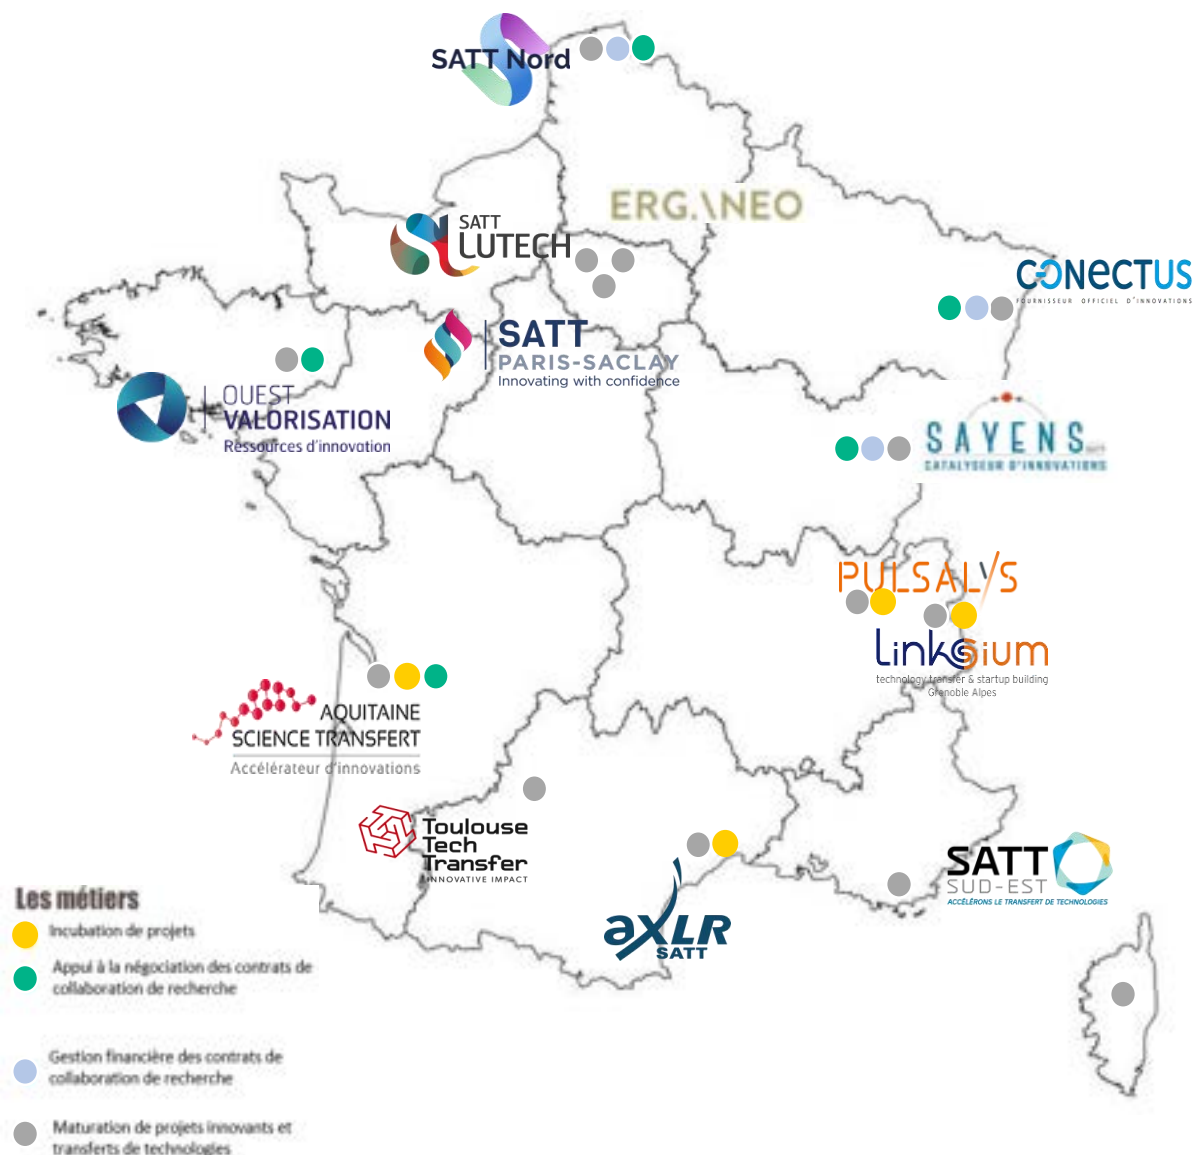 SATT Nord
ERG.\NEO
SATT
LUTECH
CONECTUS
FOURNISSEUR OFFICIEL D'INNOVATIONS
SATT
PARIS-SACLAY
Innovating with confidence
OUEST
VALORISATION
Ressources d'innovation
SAYENS
CATALYSEUR D'INNOVATIONS
PULSALYS
Linksium
technology transfer & startup building
Grenoble Alpes
AQUITAINE
SCIENCE TRANSFERT
Accélérateur d'innovations
Toulouse
Tech
Transfer
INNOVATIVE IMPACT
SATT
SUD-EST
ACCÉLÉRONS LE TRANSFERT DE TECHNOLOGIES
aXLR
SATT
Les métiers
Incubation de projets
Appui à la négociation des contrats de
collaboration de recherche
Gestion financière des contrats de
collaboration de recherche
Maturation de projets innovants et
transferts de technologies